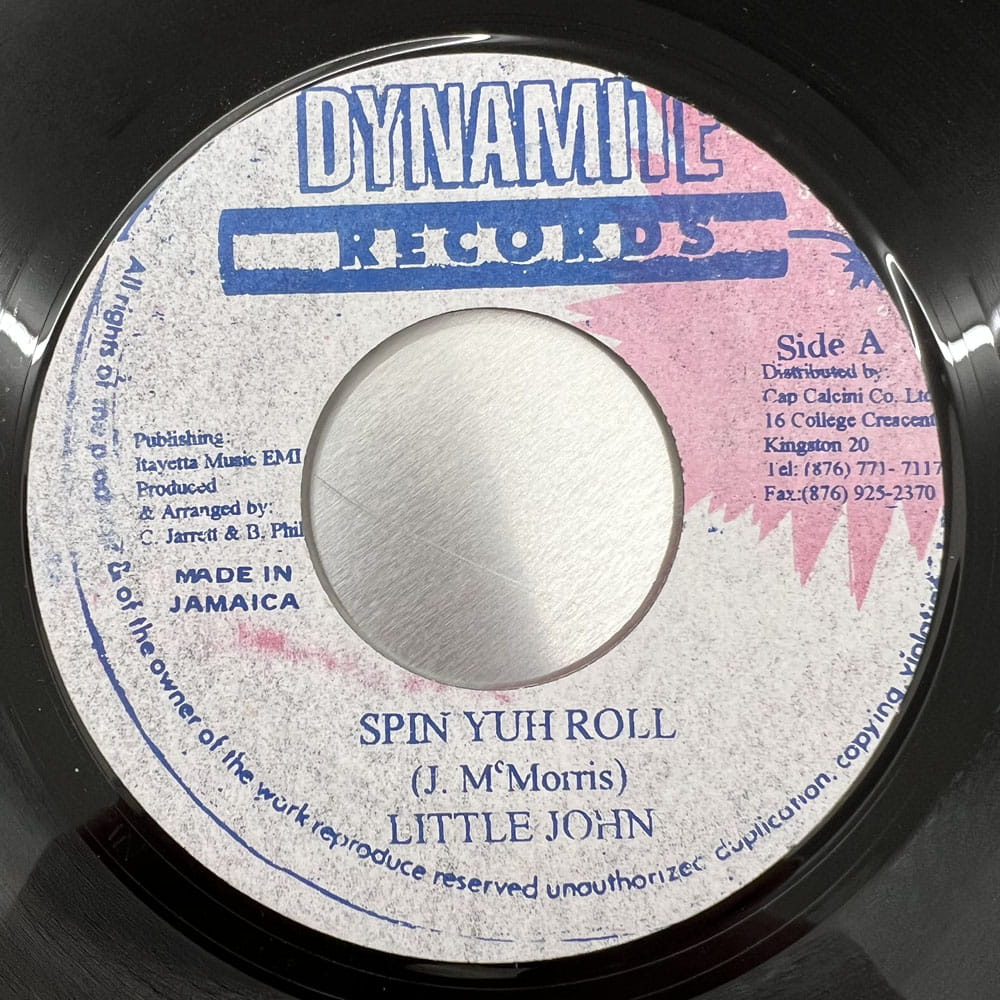 DYNAMITE
RECORDS
Side A
Distributed by:
Cap Calcini Co. Ltd
16 College Crescent
Kingston 20
Tel: (876) 771-7117
Fax:(876) 925-2370
Publishing:
Itayetta Music EMI
Produced
& Arranged by:
C. Jarrett & B. Phil
MADE IN
JAMAICA
SPIN YUH ROLL
(J. McMorris)
LITTLE JOHN
All rights of the of the owner of the work reproduce reserved unauthorized duplication, copying,